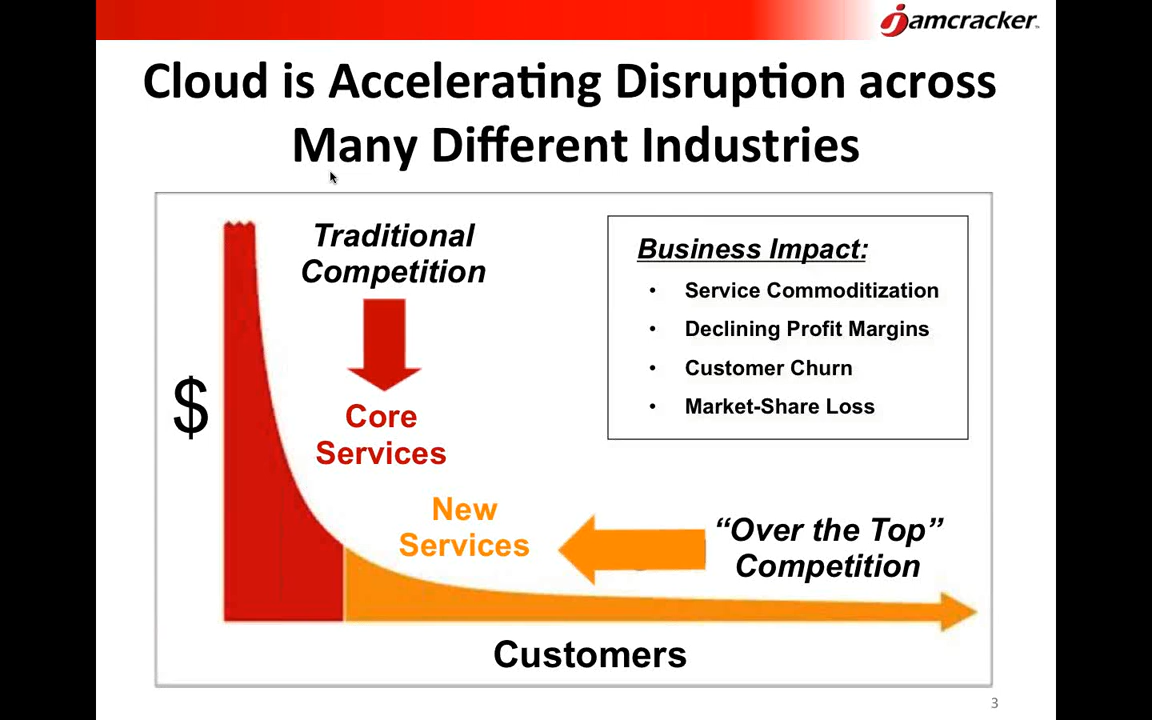 jamcracker™
Cloud is Accelerating Disruption across
Many Different Industries
Traditional
Competition
Business Impact:
• Service Commoditization
• Declining Profit Margins
• Customer Churn
• Market-Share Loss
$
Core
Services
New
Services
“Over the Top”
Competition
Customers
3